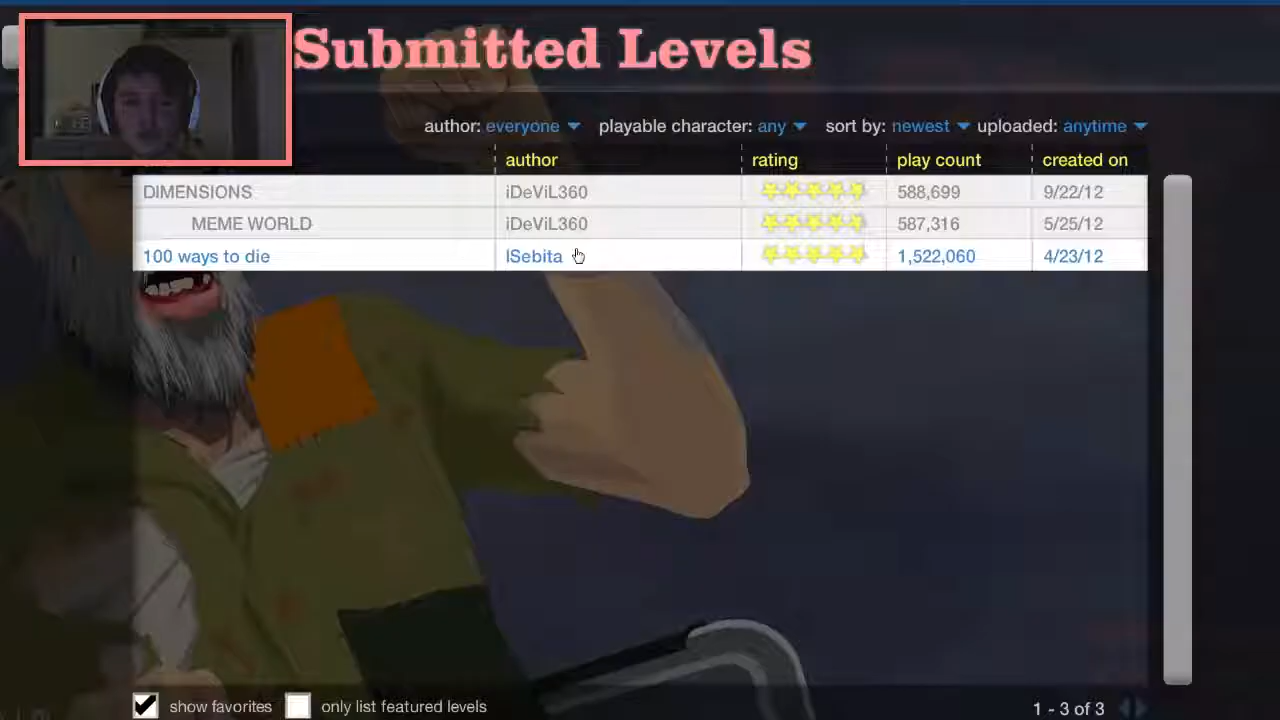 Submitted Levels
author: everyone playable character: any sort by: newest uploaded: anytime
author rating play count created on
DIMENSIONS iDeViL360 588,699 9/22/12
MEME WORLD iDeViL360 587,316 5/25/12
100 ways to die ISebita 1,522,060 4/23/12
show favorites only list featured levels 1 - 3 of 3